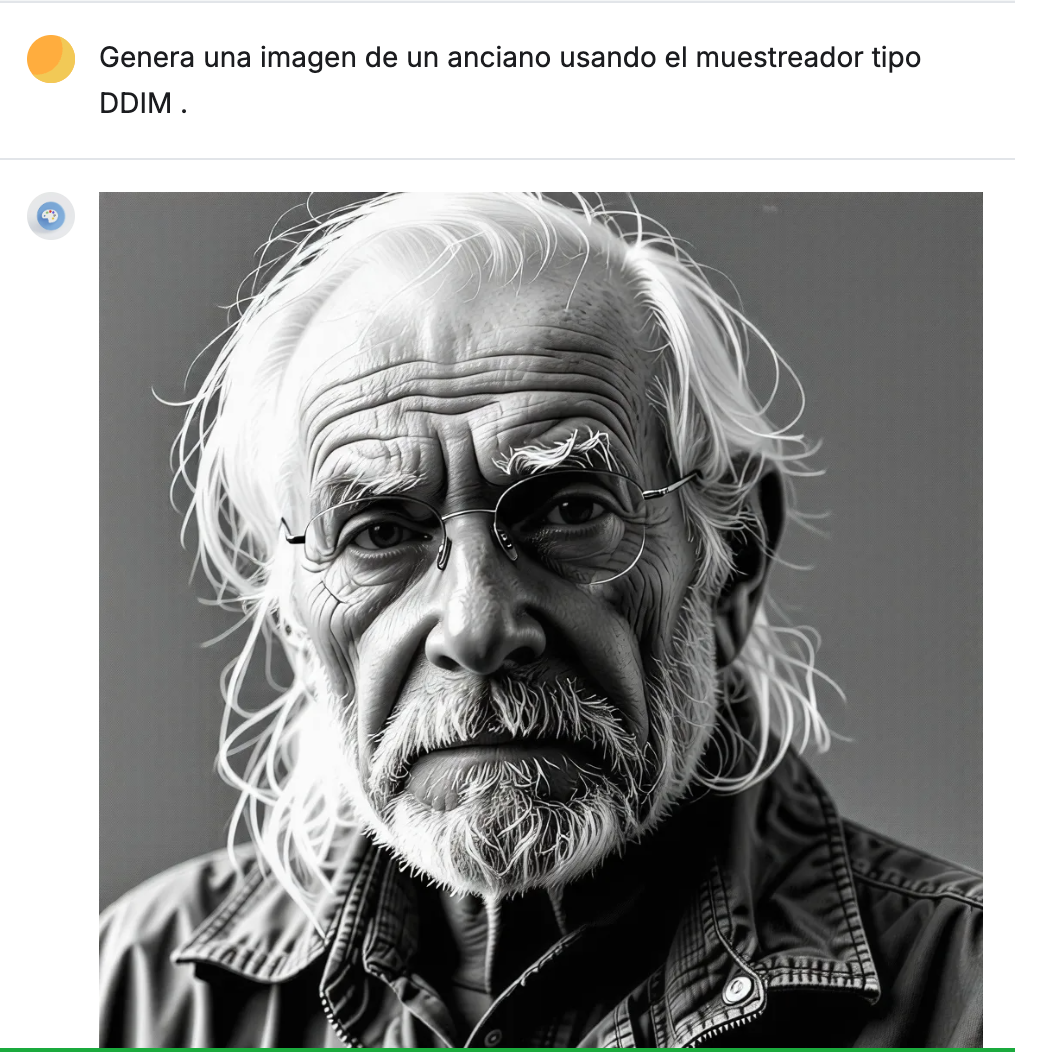 Genera una imagen de un anciano usando el muestreador tipo
DDIM .